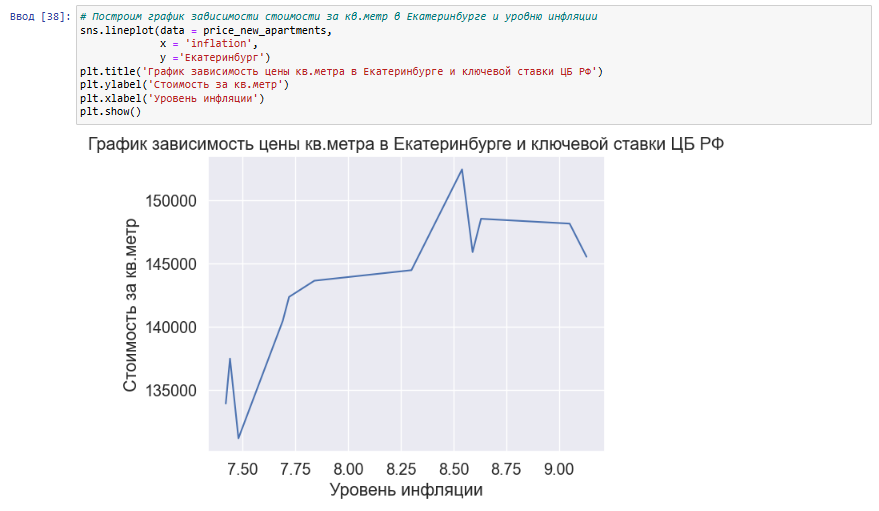 Ввод [38]: # Построим график зависимости стоимости за кв.метр в Екатеринбурге и уровню инфляции
sns.lineplot(data = price_new_apartments,
x = 'inflation',
y ='Екатеринбург')
plt.title('График зависимость цены кв.метра в Екатеринбурге и ключевой ставки ЦБ РФ')
plt.ylabel('Стоимость за кв.метр')
plt.xlabel('Уровень инфляции')
plt.show()
График зависимость цены кв.метра в Екатеринбурге и ключевой ставки ЦБ РФ
Стоимость за кв.метр
150000
145000
140000
135000
7.50 7.75 8.00 8.25 8.50 8.75 9.00
Уровень инфляции